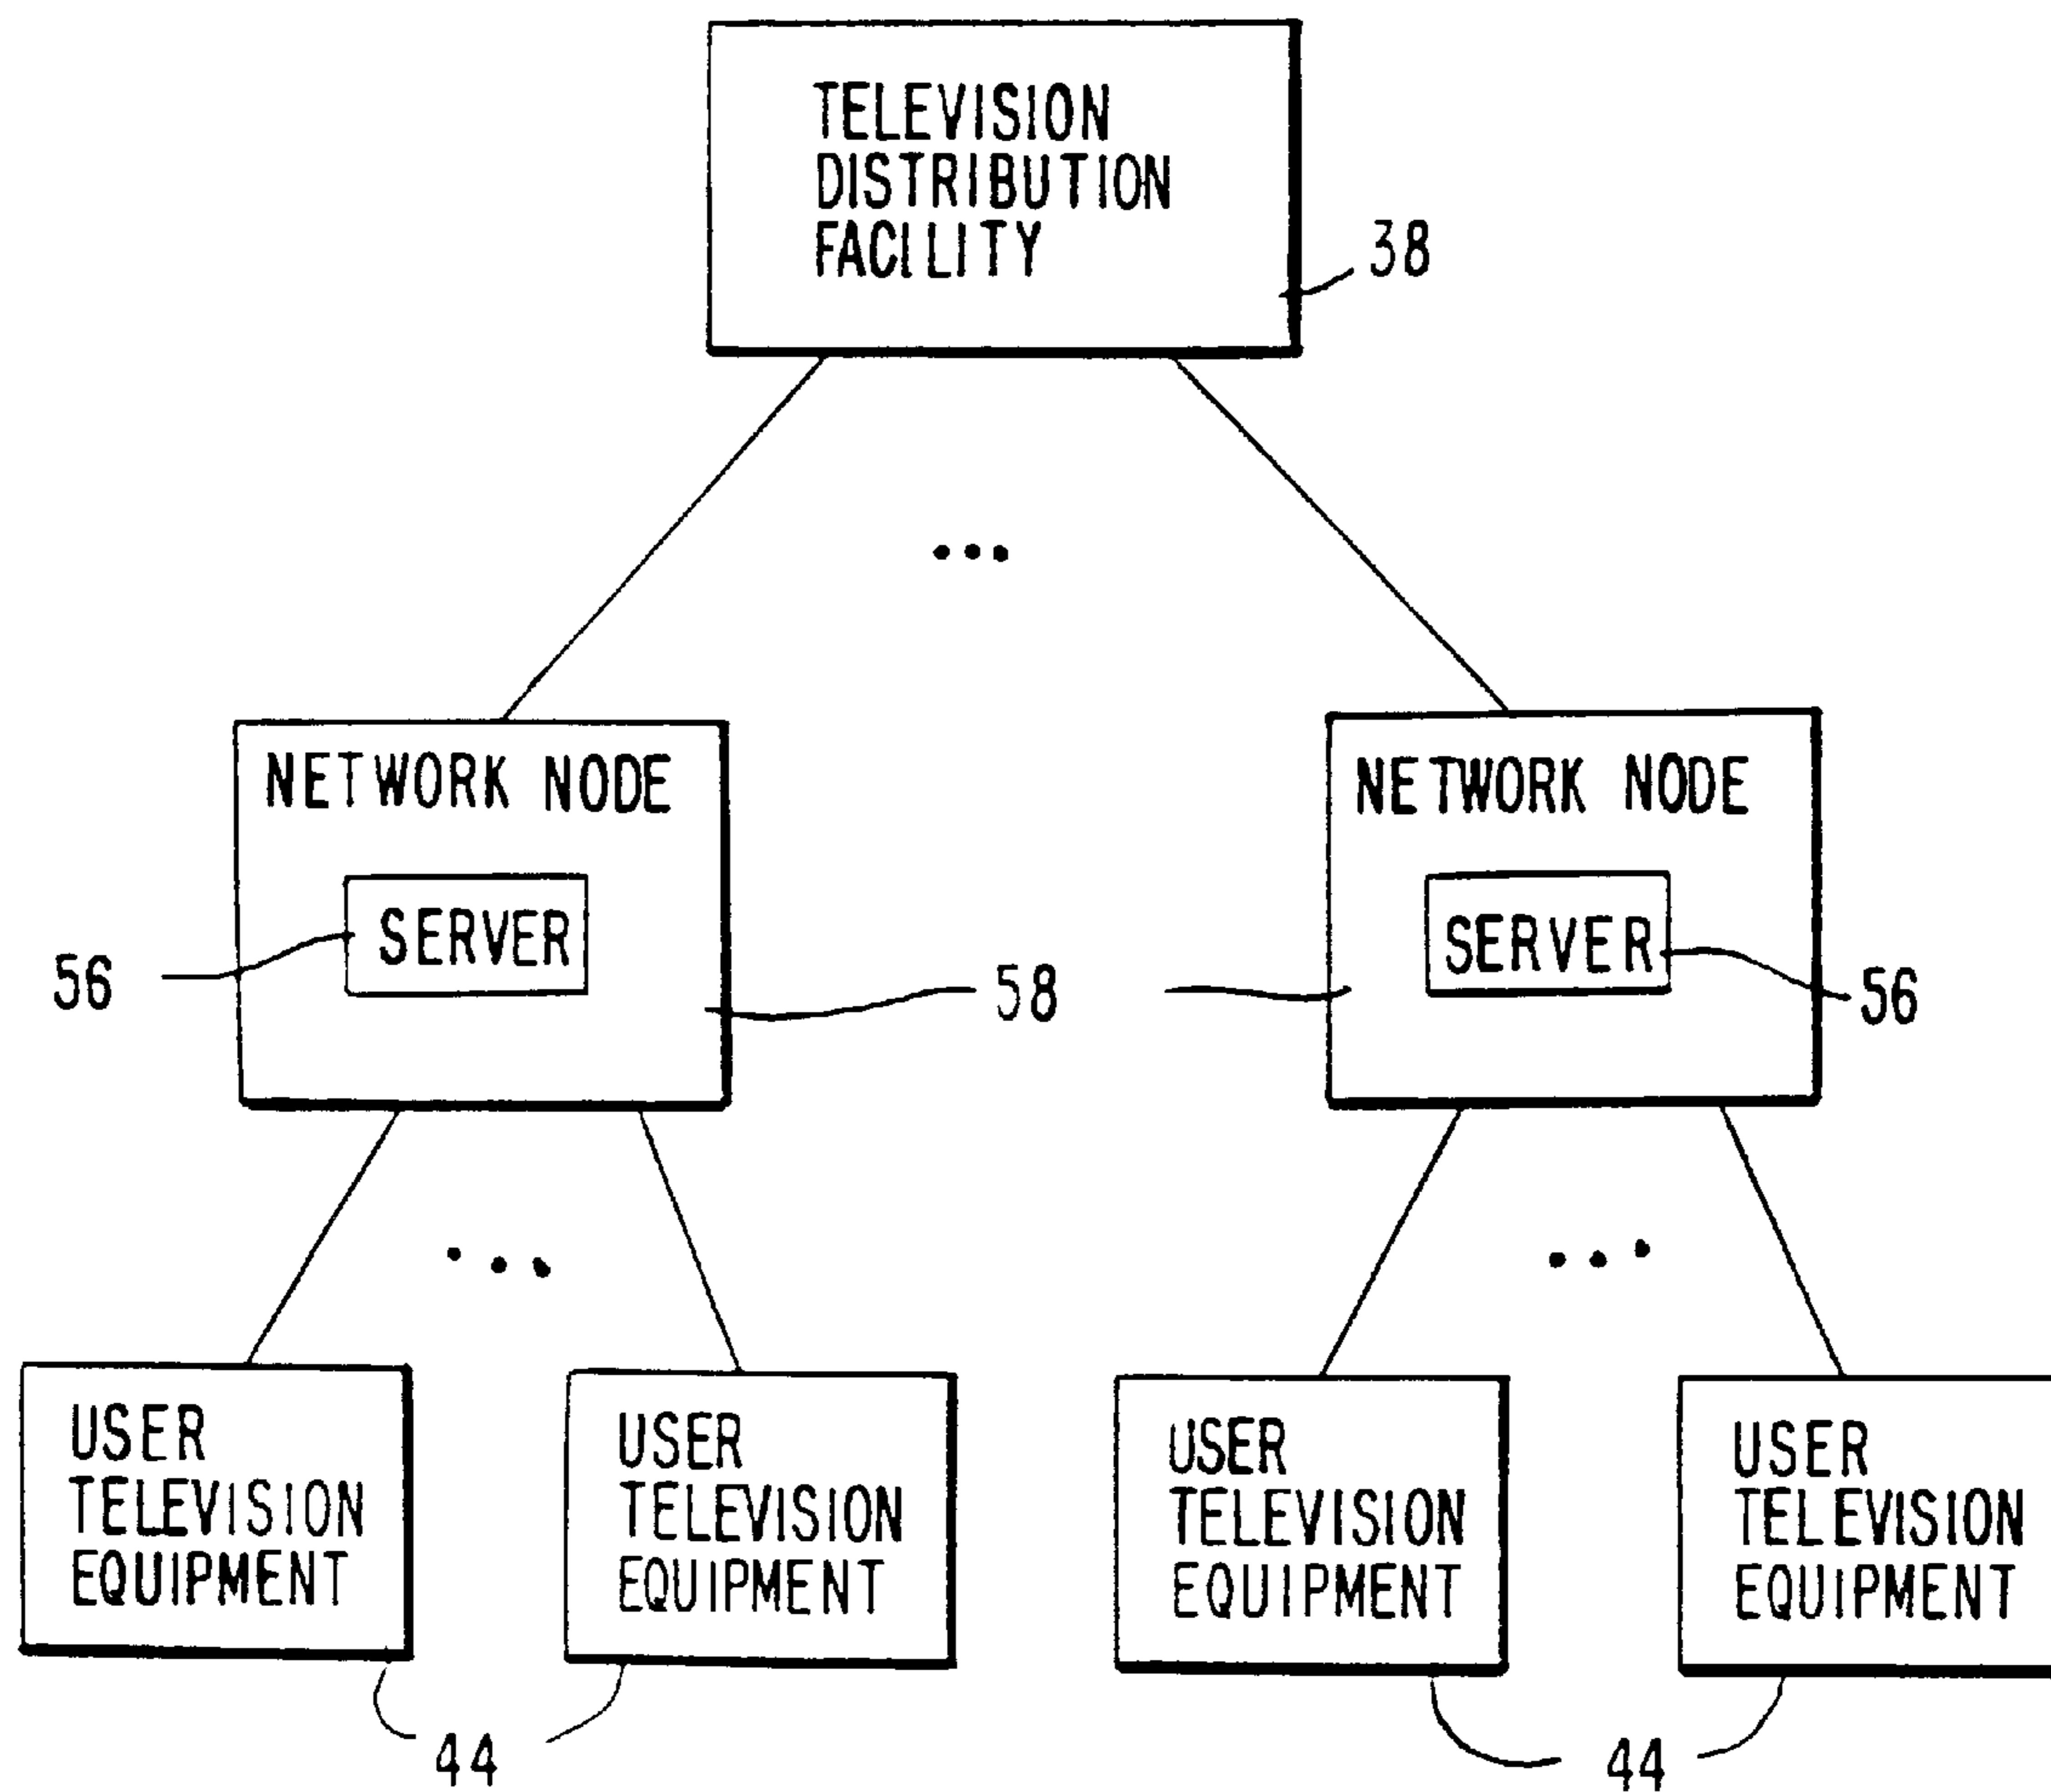 TELEVISION
DISTRIBUTION
FACILITY
38
NETWORK NODE
NETWORK NODE
SERVER
SERVER
56
58
56
USER
TELEVISION
EQUIPMENT
USER
TELEVISION
EQUIPMENT
USER
TELEVISION
EQUIPMENT
USER
TELEVISION
EQUIPMENT
44
44